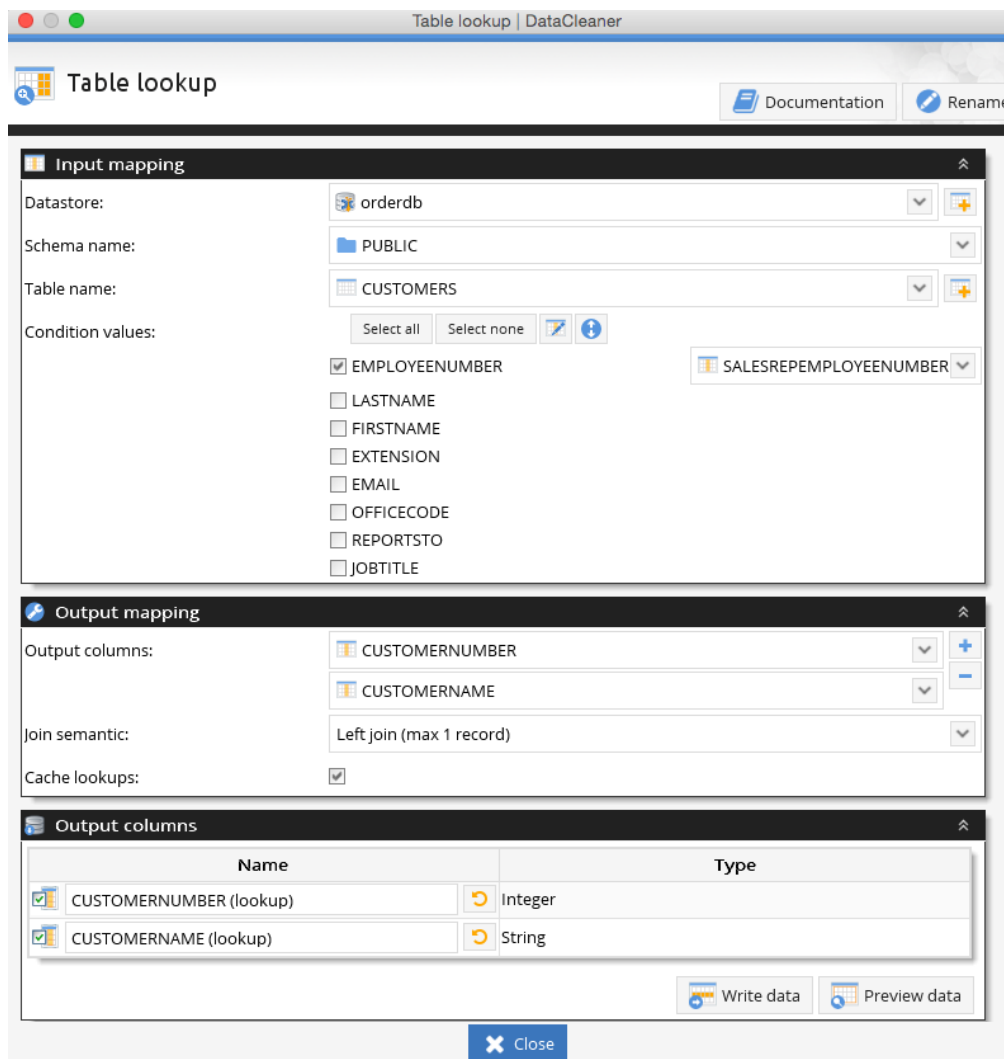 Table lookup | DataCleaner
Table lookup
Documentation
Rename
Input mapping
Datastore:
orderdb
Schema name:
PUBLIC
Table name:
CUSTOMERS
Condition values:
Select all
Select none
EMPLOYEENUMBER
SALESREPEMPLOYEENUMBER
LASTNAME
FIRSTNAME
EXTENSION
EMAIL
OFFICECODE
REPORTSTO
JOBTITLE
Output mapping
Output columns:
CUSTOMERNUMBER
CUSTOMERNAME
Join semantic:
Left join (max 1 record)
Cache lookups:
Output columns
Name
Type
CUSTOMERNUMBER (lookup)
Integer
CUSTOMERNAME (lookup)
String
Write data
Preview data
Close